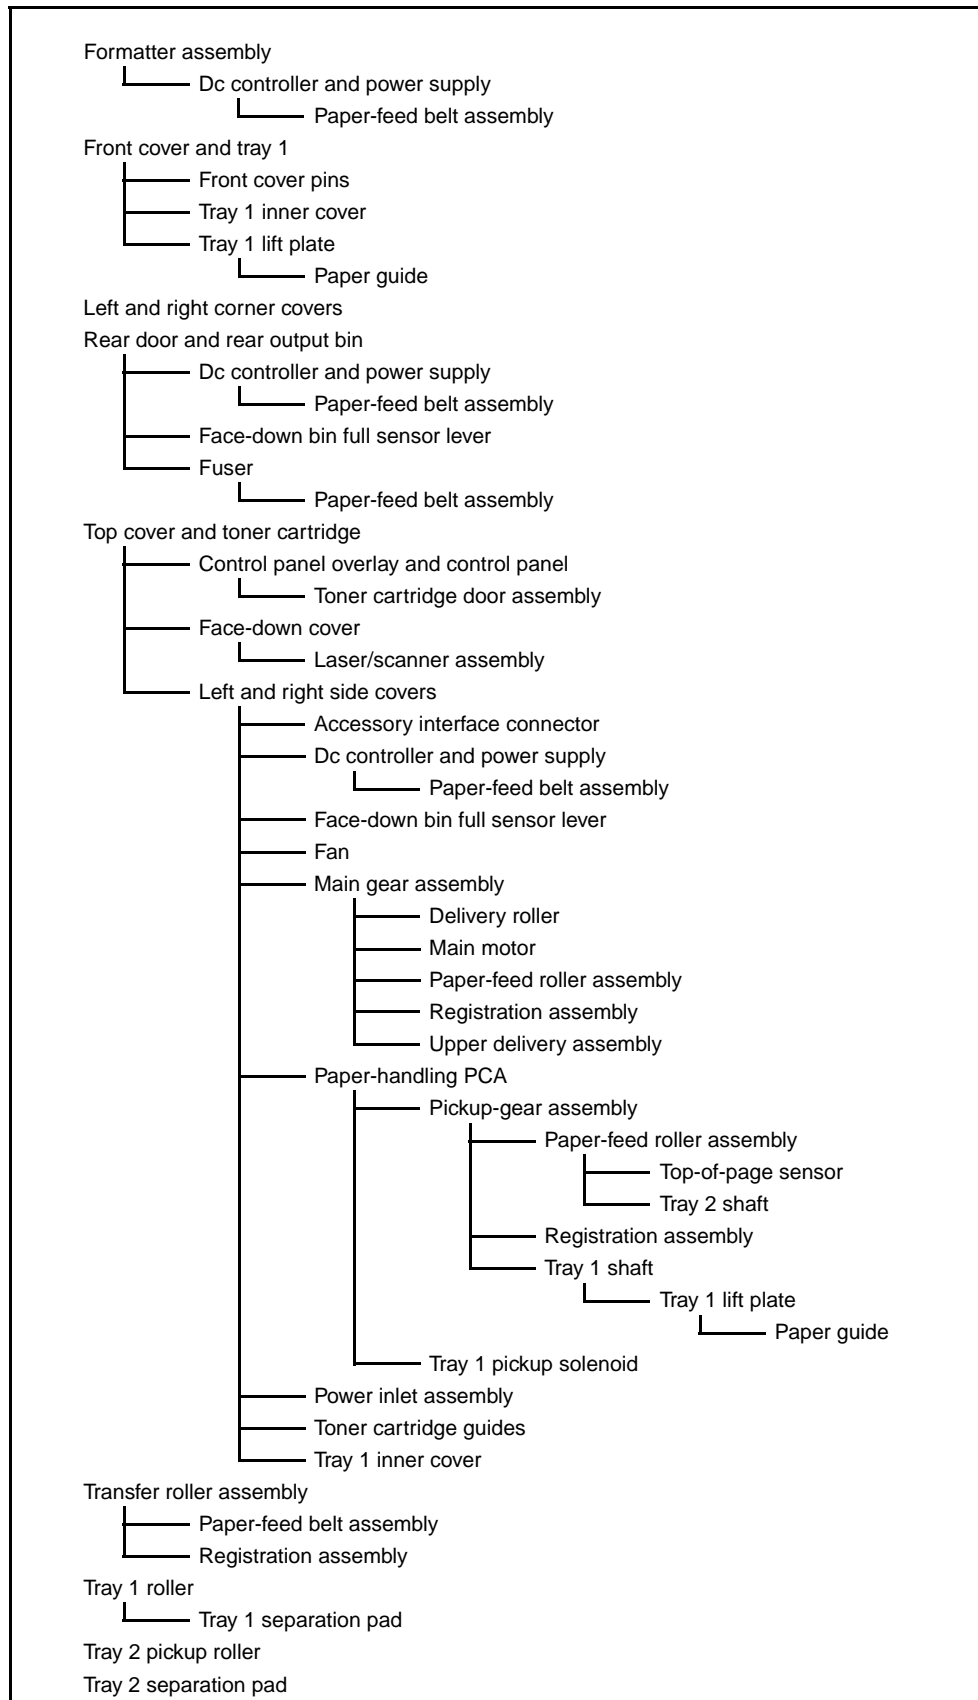 Formatter assembly
Dc controller and power supply
Paper-feed belt assembly
Front cover and tray 1
Front cover pins
Tray 1 inner cover
Tray 1 lift plate
Paper guide
Left and right corner covers
Rear door and rear output bin
Dc controller and power supply
Paper-feed belt assembly
Face-down bin full sensor lever
Fuser
Paper-feed belt assembly
Top cover and toner cartridge
Control panel overlay and control panel
Toner cartridge door assembly
Face-down cover
Laser/scanner assembly
Left and right side covers
Accessory interface connector
Dc controller and power supply
Paper-feed belt assembly
Face-down bin full sensor lever
Fan
Main gear assembly
Delivery roller
Main motor
Paper-feed roller assembly
Registration assembly
Upper delivery assembly
Paper-handling PCA
Pickup-gear assembly
Paper-feed roller assembly
Top-of-page sensor
Tray 2 shaft
Registration assembly
Tray 1 shaft
Tray 1 lift plate
Paper guide
Tray 1 pickup solenoid
Power inlet assembly
Toner cartridge guides
Tray 1 inner cover
Transfer roller assembly
Paper-feed belt assembly
Registration assembly
Tray 1 roller
Tray 1 separation pad
Tray 2 pickup roller
Tray 2 separation pad